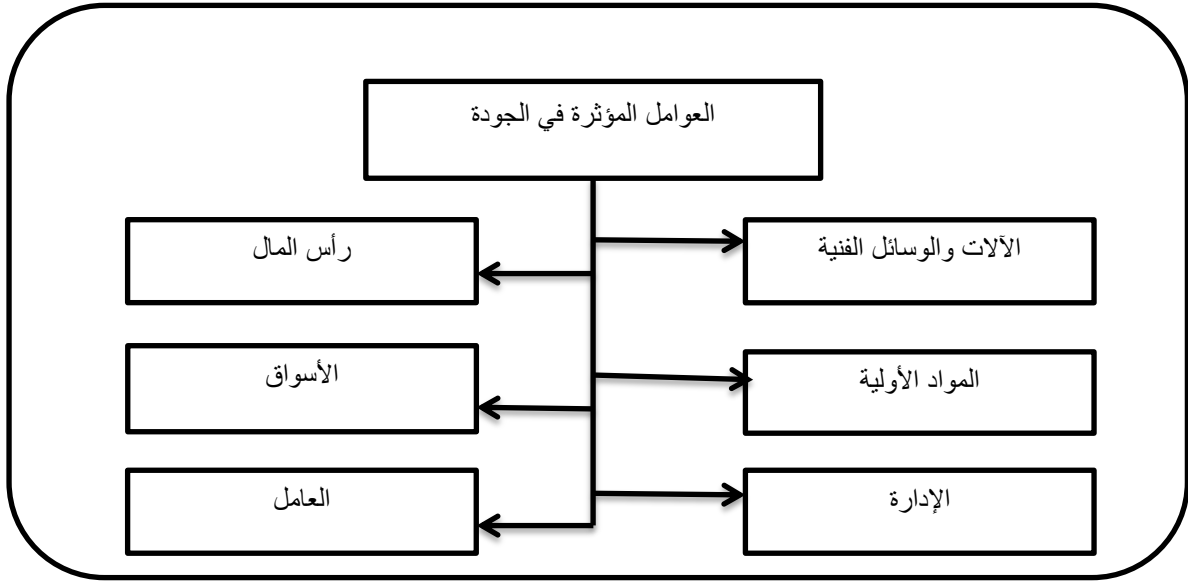 العوامل المؤثرة في الجودة
الآلات والوسائل الفنية
رأس المال
المواد الأولية
الأسواق
الإدارة
العامل